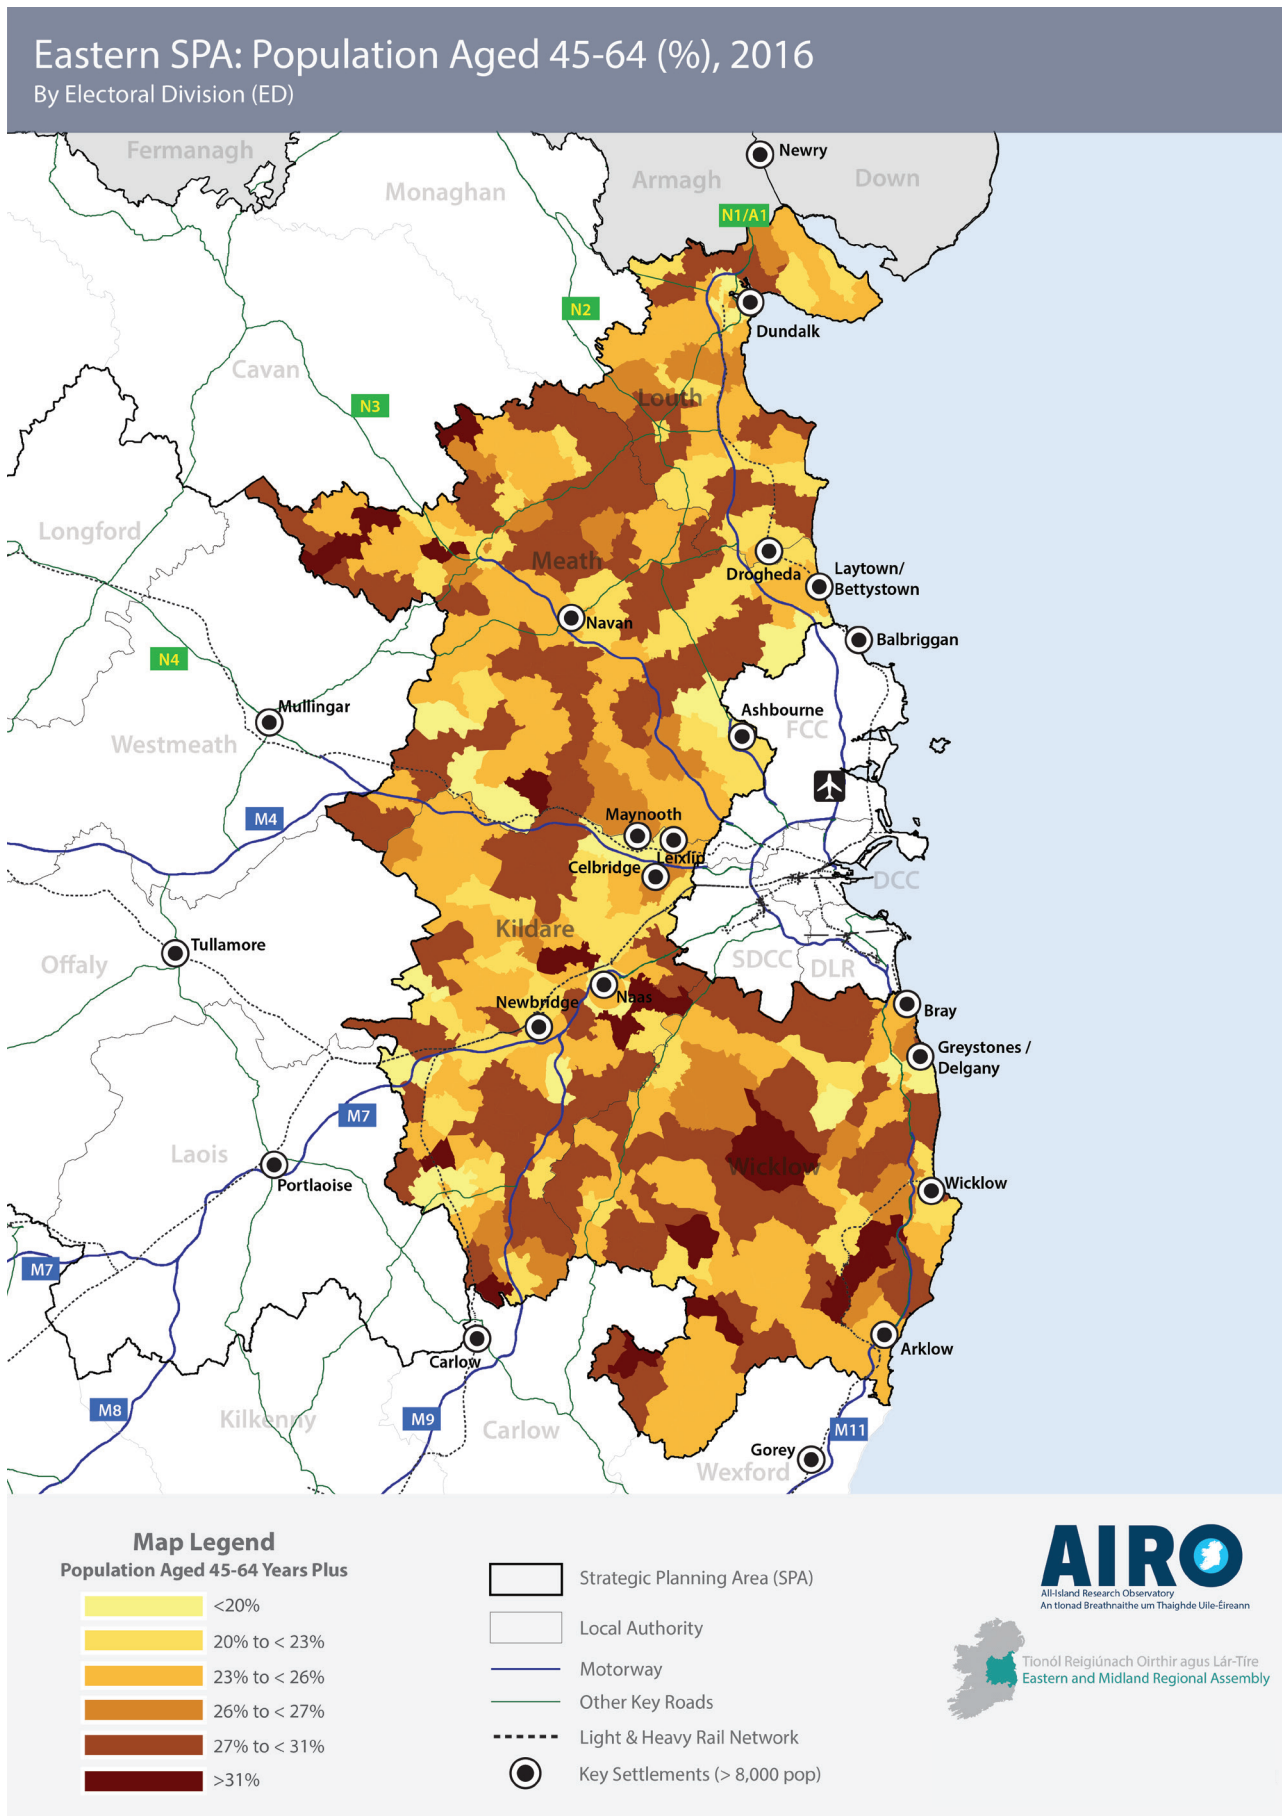 Eastern SPA: Population Aged 45-64 (%), 2016
By Electoral Division (ED)
Fermanagh
Monaghan
Armagh
Newry
Down
N1/A1
N2
Dundalk
Cavan
N3
Louth
Longford
Meath
Drogheda
Laytown/
Bettystown
Navan
Balbriggan
N4
Mullingar
Ashbourne
FCC
Westmeath
M4
Maynooth
Leixlip
Celbridge
DCC
Kildare
Tullamore
Offaly
SDCC
DLR
Naas
Newbridge
Bray
Greystones /
Delgany
M7
Laois
Wicklow
Portlaoise
Wicklow
M7
Arklow
Carlow
M8
Kilkenny
M9
Carlow
M11
Gorey
Wexford
Map Legend
Population Aged 45-64 Years Plus
<20%
20% to < 23%
23% to < 26%
26% to < 27%
27% to < 31%
>31%
Strategic Planning Area (SPA)
Local Authority
Motorway
Other Key Roads
Light & Heavy Rail Network
Key Settlements (> 8,000 pop)
AIRO
All-Island Research Observatory
An tIonad Breathnaithe um Thaighde Uile-Éireann
Tionól Reigiúnach Oirthir agus Lár-Tíre
Eastern and Midland Regional Assembly